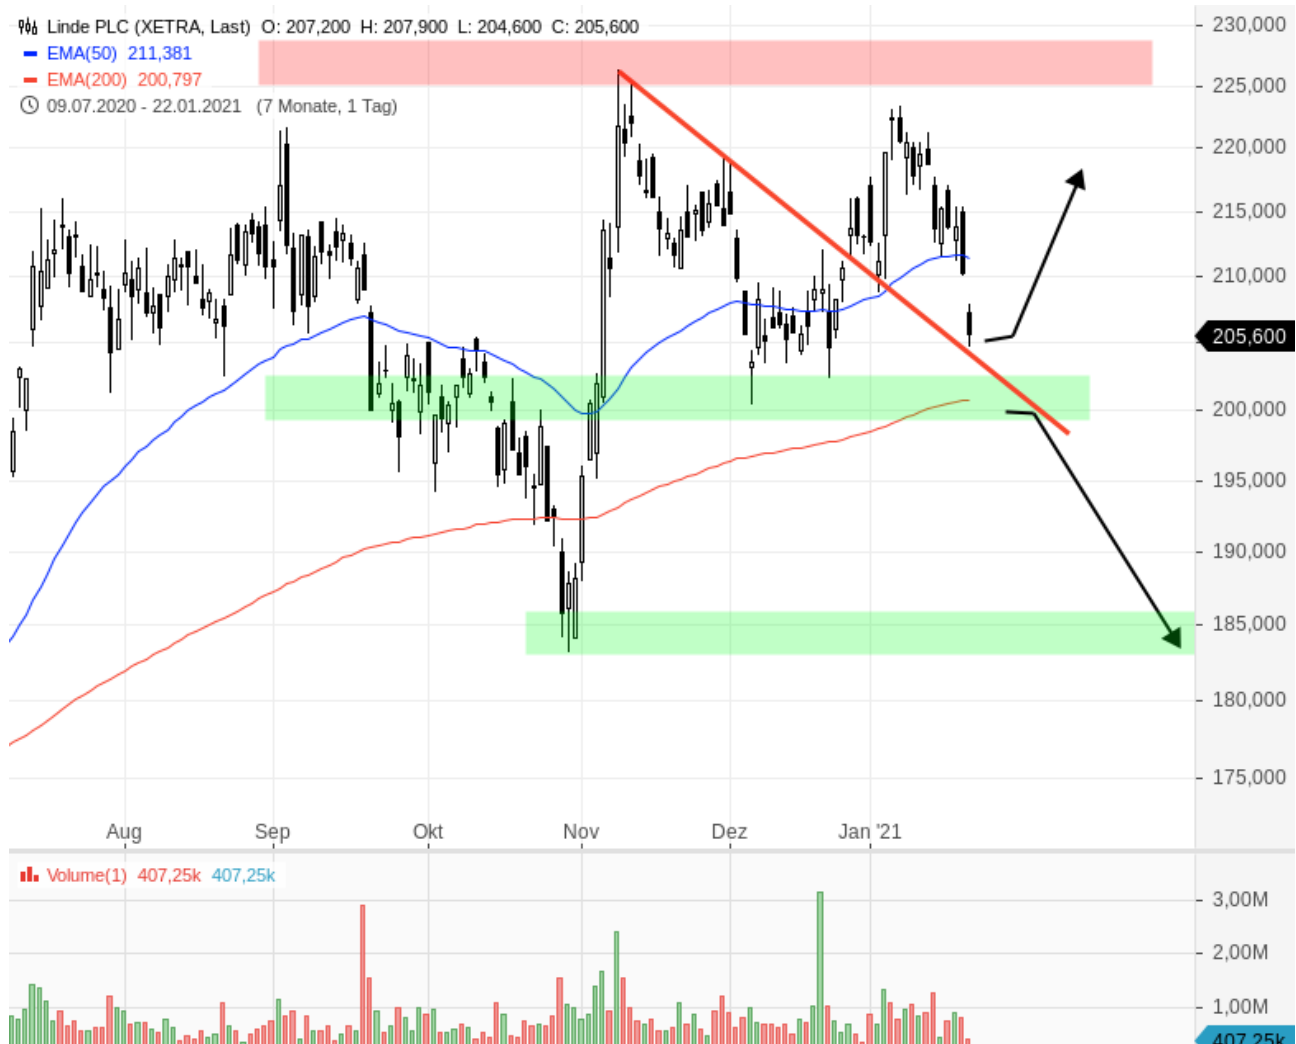 Linde PLC (XETRA, Last) O: 207,200 H: 207,900 L: 204,600 C: 205,600
EMA(50) 211,381
EMA(200) 200,797
09.07.2020 - 22.01.2021 (7 Monate, 1 Tag)
230,000
225,000
220,000
215,000
210,000
205,600
200,000
195,000
190,000
185,000
180,000
175,000
Aug Sep Okt Nov Dez Jan '21
Volume(1) 407,25k 407,25k
3,00M
2,00M
1,00M
407,25k